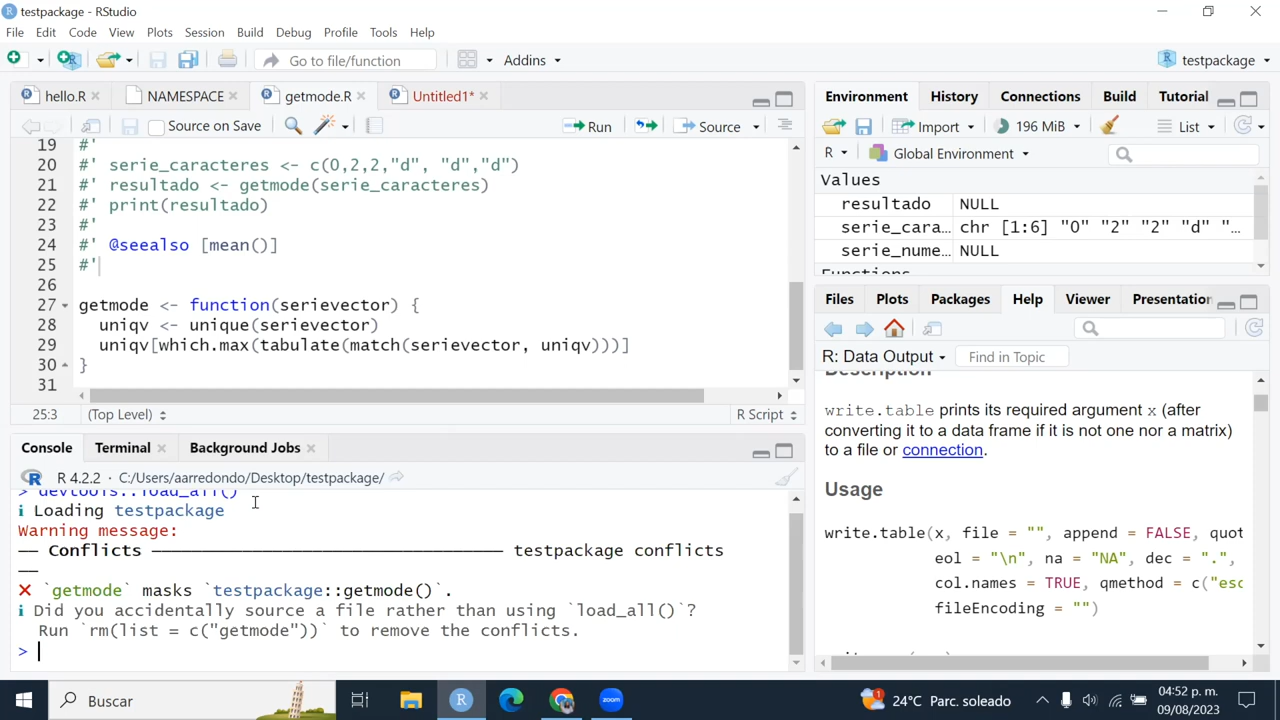 testpackage - RStudio
File Edit Code View Plots Session Build Debug Profile Tools Help
Go to file/function Addins testpackage
hello.R NAMESPACE getmode.R Untitled1*
Source on Save Run Source
19 #'
20 #' serie_caracteres <- c(0,2,2,"d", "d","d")
21 #' resultado <- getmode(serie_caracteres)
22 #' print(resultado)
23 #'
24 #' @seealso [mean()]
25 #'
26
27 getmode <- function(serievector) {
28 uniqv <- unique(serievector)
29 uniqv[which.max(tabulate(match(serievector, uniqv)))]
30 }
31
25:3 (Top Level) R Script
Console Terminal Background Jobs
R 4.2.2 · C:/Users/aarredondo/Desktop/testpackage/
> devtools::load_all()
ℹ Loading testpackage
Warning message:
── Conflicts ──────────────────────────────── testpackage conflicts
──
✖ `getmode` masks `testpackage::getmode()`.
ℹ Did you accidentally source a file rather than using `load_all()`?
Run `rm(list = c("getmode"))` to remove the conflicts.
>
Environment History Connections Build Tutorial
Import 196 MiB List
R Global Environment
Values
resultado NULL
serie_cara… chr [1:6] "0" "2" "2" "d" "…
serie_nume… NULL
Functions
Files Plots Packages Help Viewer Presentation
R: Data Output Find in Topic
Description
write.table prints its required argument x (after
converting it to a data frame if it is not one nor a matrix)
to a file or connection.
Usage
write.table(x, file = "", append = FALSE, quot
eol = "\n", na = "NA", dec = ".",
col.names = TRUE, qmethod = c("esc
fileEncoding = "")
Buscar
zoom
1
24°C Parc. soleado
04:52 p. m.
09/08/2023